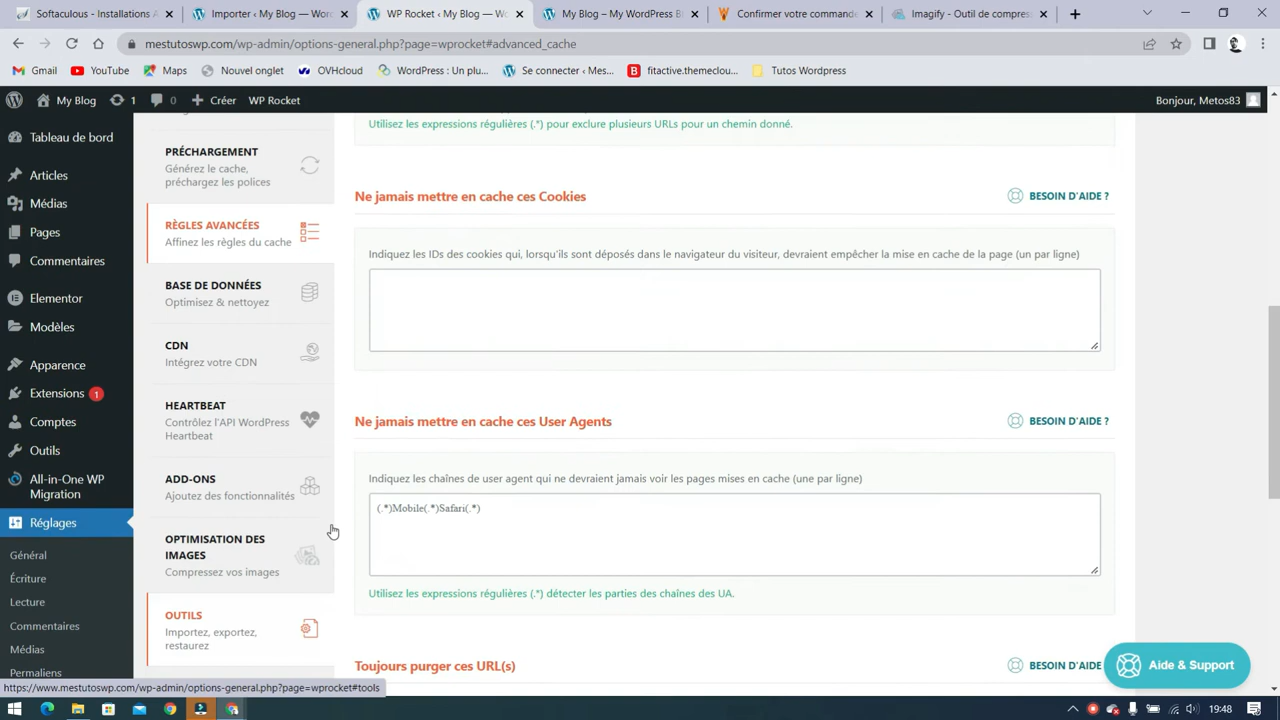 Softaculous - Installations A
Importer ‹ My Blog — WordPr
WP Rocket ‹ My Blog — Wo
My Blog – My WordPress Bl
Confirmer votre commande
Imagify - Outil de compress
mestutoswp.com/wp-admin/options-general.php?page=wprocket#advanced_cache
Gmail
YouTube
Maps
Nouvel onglet
OVHcloud
WordPress : Un plu...
Se connecter ‹ Mes...
fitactive.themeclou...
Tutos Wordpress
My Blog
1
0
Créer
WP Rocket
Bonjour, Metos83
Tableau de bord
Articles
Médias
Pages
Commentaires
Elementor
Modèles
Apparence
Extensions 1
Comptes
Outils
All-in-One WP
Migration
Réglages
Général
Écriture
Lecture
Commentaires
Médias
Permaliens
PRÉCHARGEMENT
Générez le cache,
préchargez les polices
RÈGLES AVANCÉES
Affinez les règles du cache
BASE DE DONNÉES
Optimisez & nettoyez
CDN
Intégrez votre CDN
HEARTBEAT
Contrôlez l'API WordPress
Heartbeat
ADD-ONS
Ajoutez des fonctionnalités
OPTIMISATION DES
IMAGES
Compressez vos images
OUTILS
Importez, exportez,
restaurez
Utilisez les expressions régulières (.*) pour exclure plusieurs URLs pour un chemin donné.
Ne jamais mettre en cache ces Cookies
BESOIN D'AIDE ?
Indiquez les IDs des cookies qui, lorsqu'ils sont déposés dans le navigateur du visiteur, devraient empêcher la mise en cache de la page (un par ligne)
Ne jamais mettre en cache ces User Agents
BESOIN D'AIDE ?
Indiquez les chaînes de user agent qui ne devraient jamais voir les pages mises en cache (une par ligne)
(.*)Mobile(.*)Safari(.*)
Utilisez les expressions régulières (.*) détecter les parties des chaînes des UA.
Toujours purger ces URL(s)
BESOIN D'AIDE
Aide & Support
https://www.mestutoswp.com/wp-admin/options-general.php?page=wprocket#tools
19:48